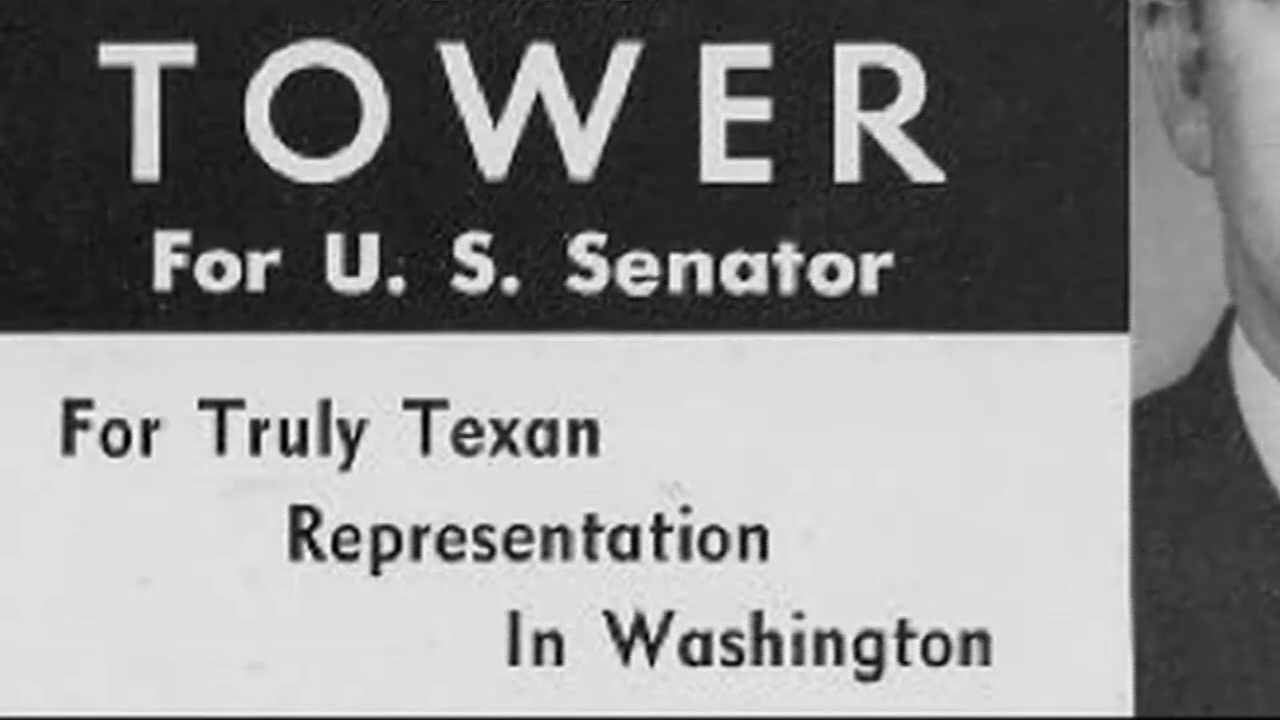 TOWER
For U. S. Senator
For Truly Texan
Representation
In Washington